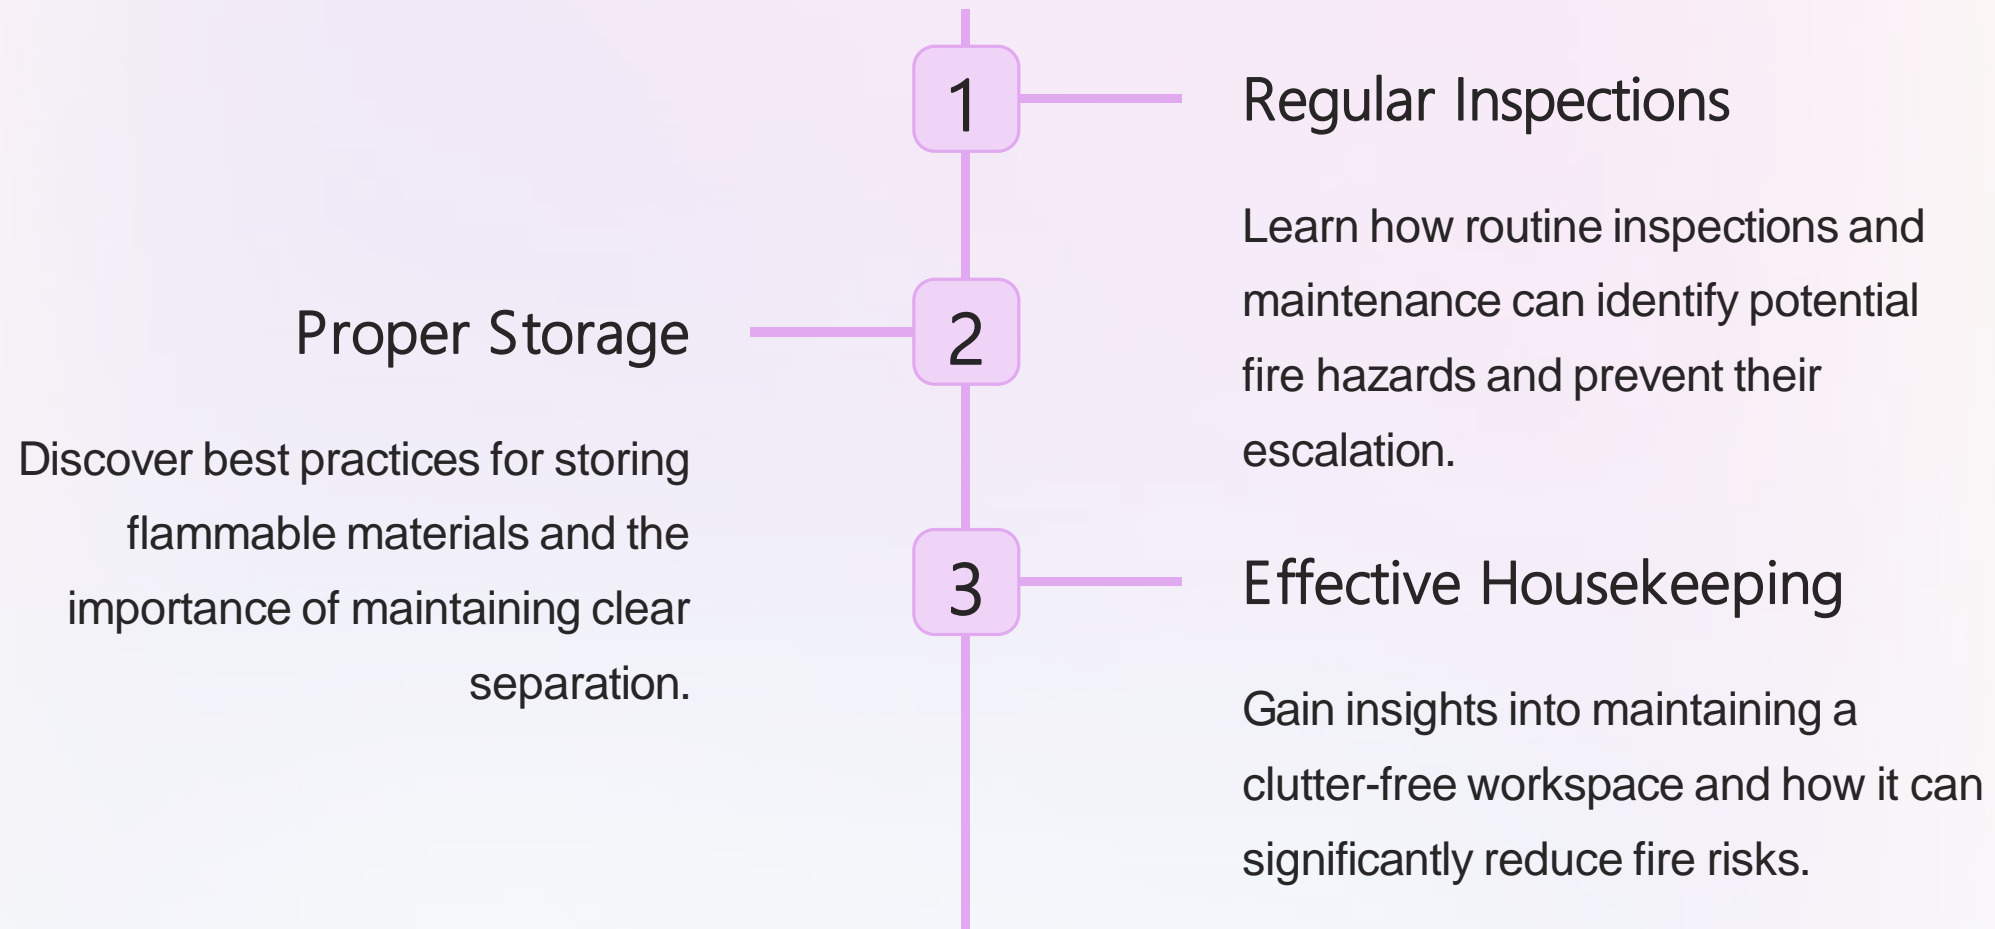 1
Regular Inspections
Learn how routine inspections and
maintenance can identify potential
fire hazards and prevent their
escalation.
2
Proper Storage
Discover best practices for storing
flammable materials and the
importance of maintaining clear
separation.
3
Effective Housekeeping
Gain insights into maintaining a
clutter-free workspace and how it can
significantly reduce fire risks.